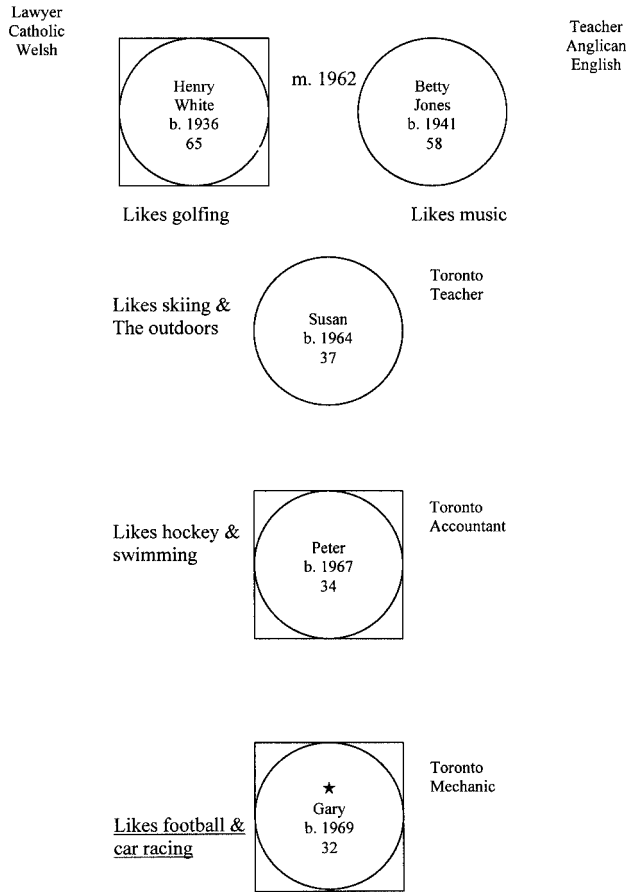 Lawyer
Catholic
Welsh
Teacher
Anglican
English
Henry
White
b. 1936
65
m. 1962
Betty
Jones
b. 1941
58
Likes golfing
Likes music
Likes skiing &
The outdoors
Susan
b. 1964
37
Toronto
Teacher
Likes hockey &
swimming
Peter
b. 1967
34
Toronto
Accountant
Likes football &
car racing
★
Gary
b. 1969
32
Toronto
Mechanic